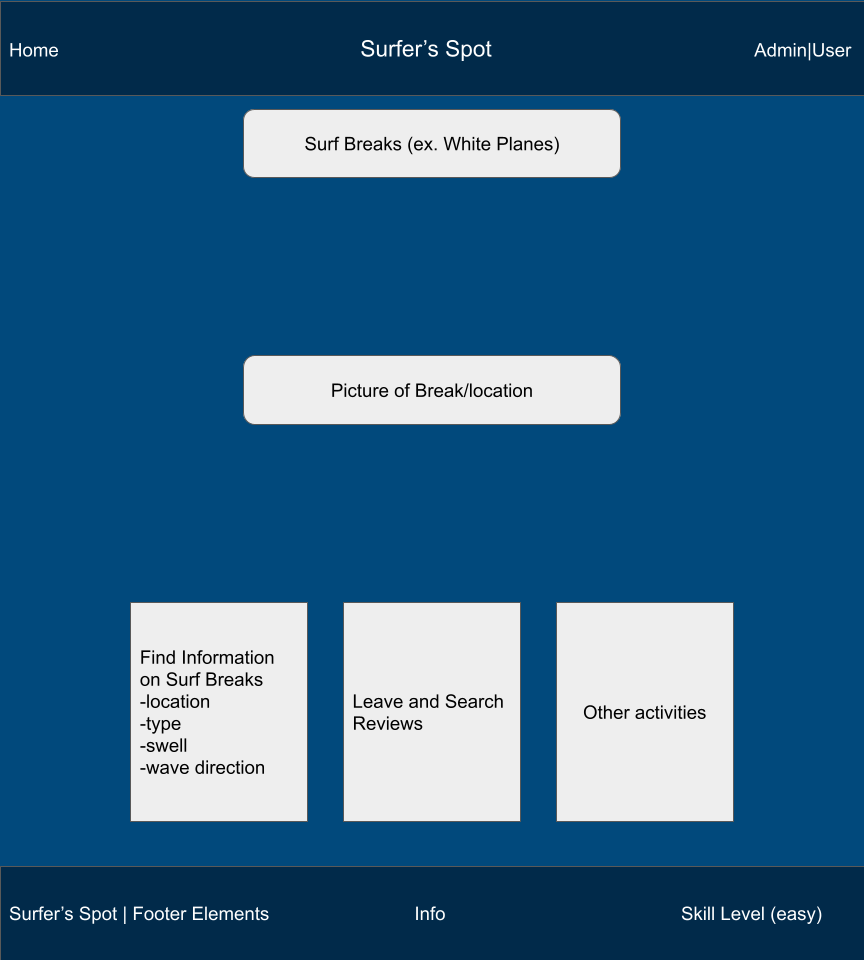 Home
Surfer’s Spot
Admin|User
Surf Breaks (ex. White Planes)
Picture of Break/location
Find Information
on Surf Breaks
-location
-type
-swell
-wave direction
Leave and Search
Reviews
Other activities
Surfer’s Spot | Footer Elements
Info
Skill Level (easy)